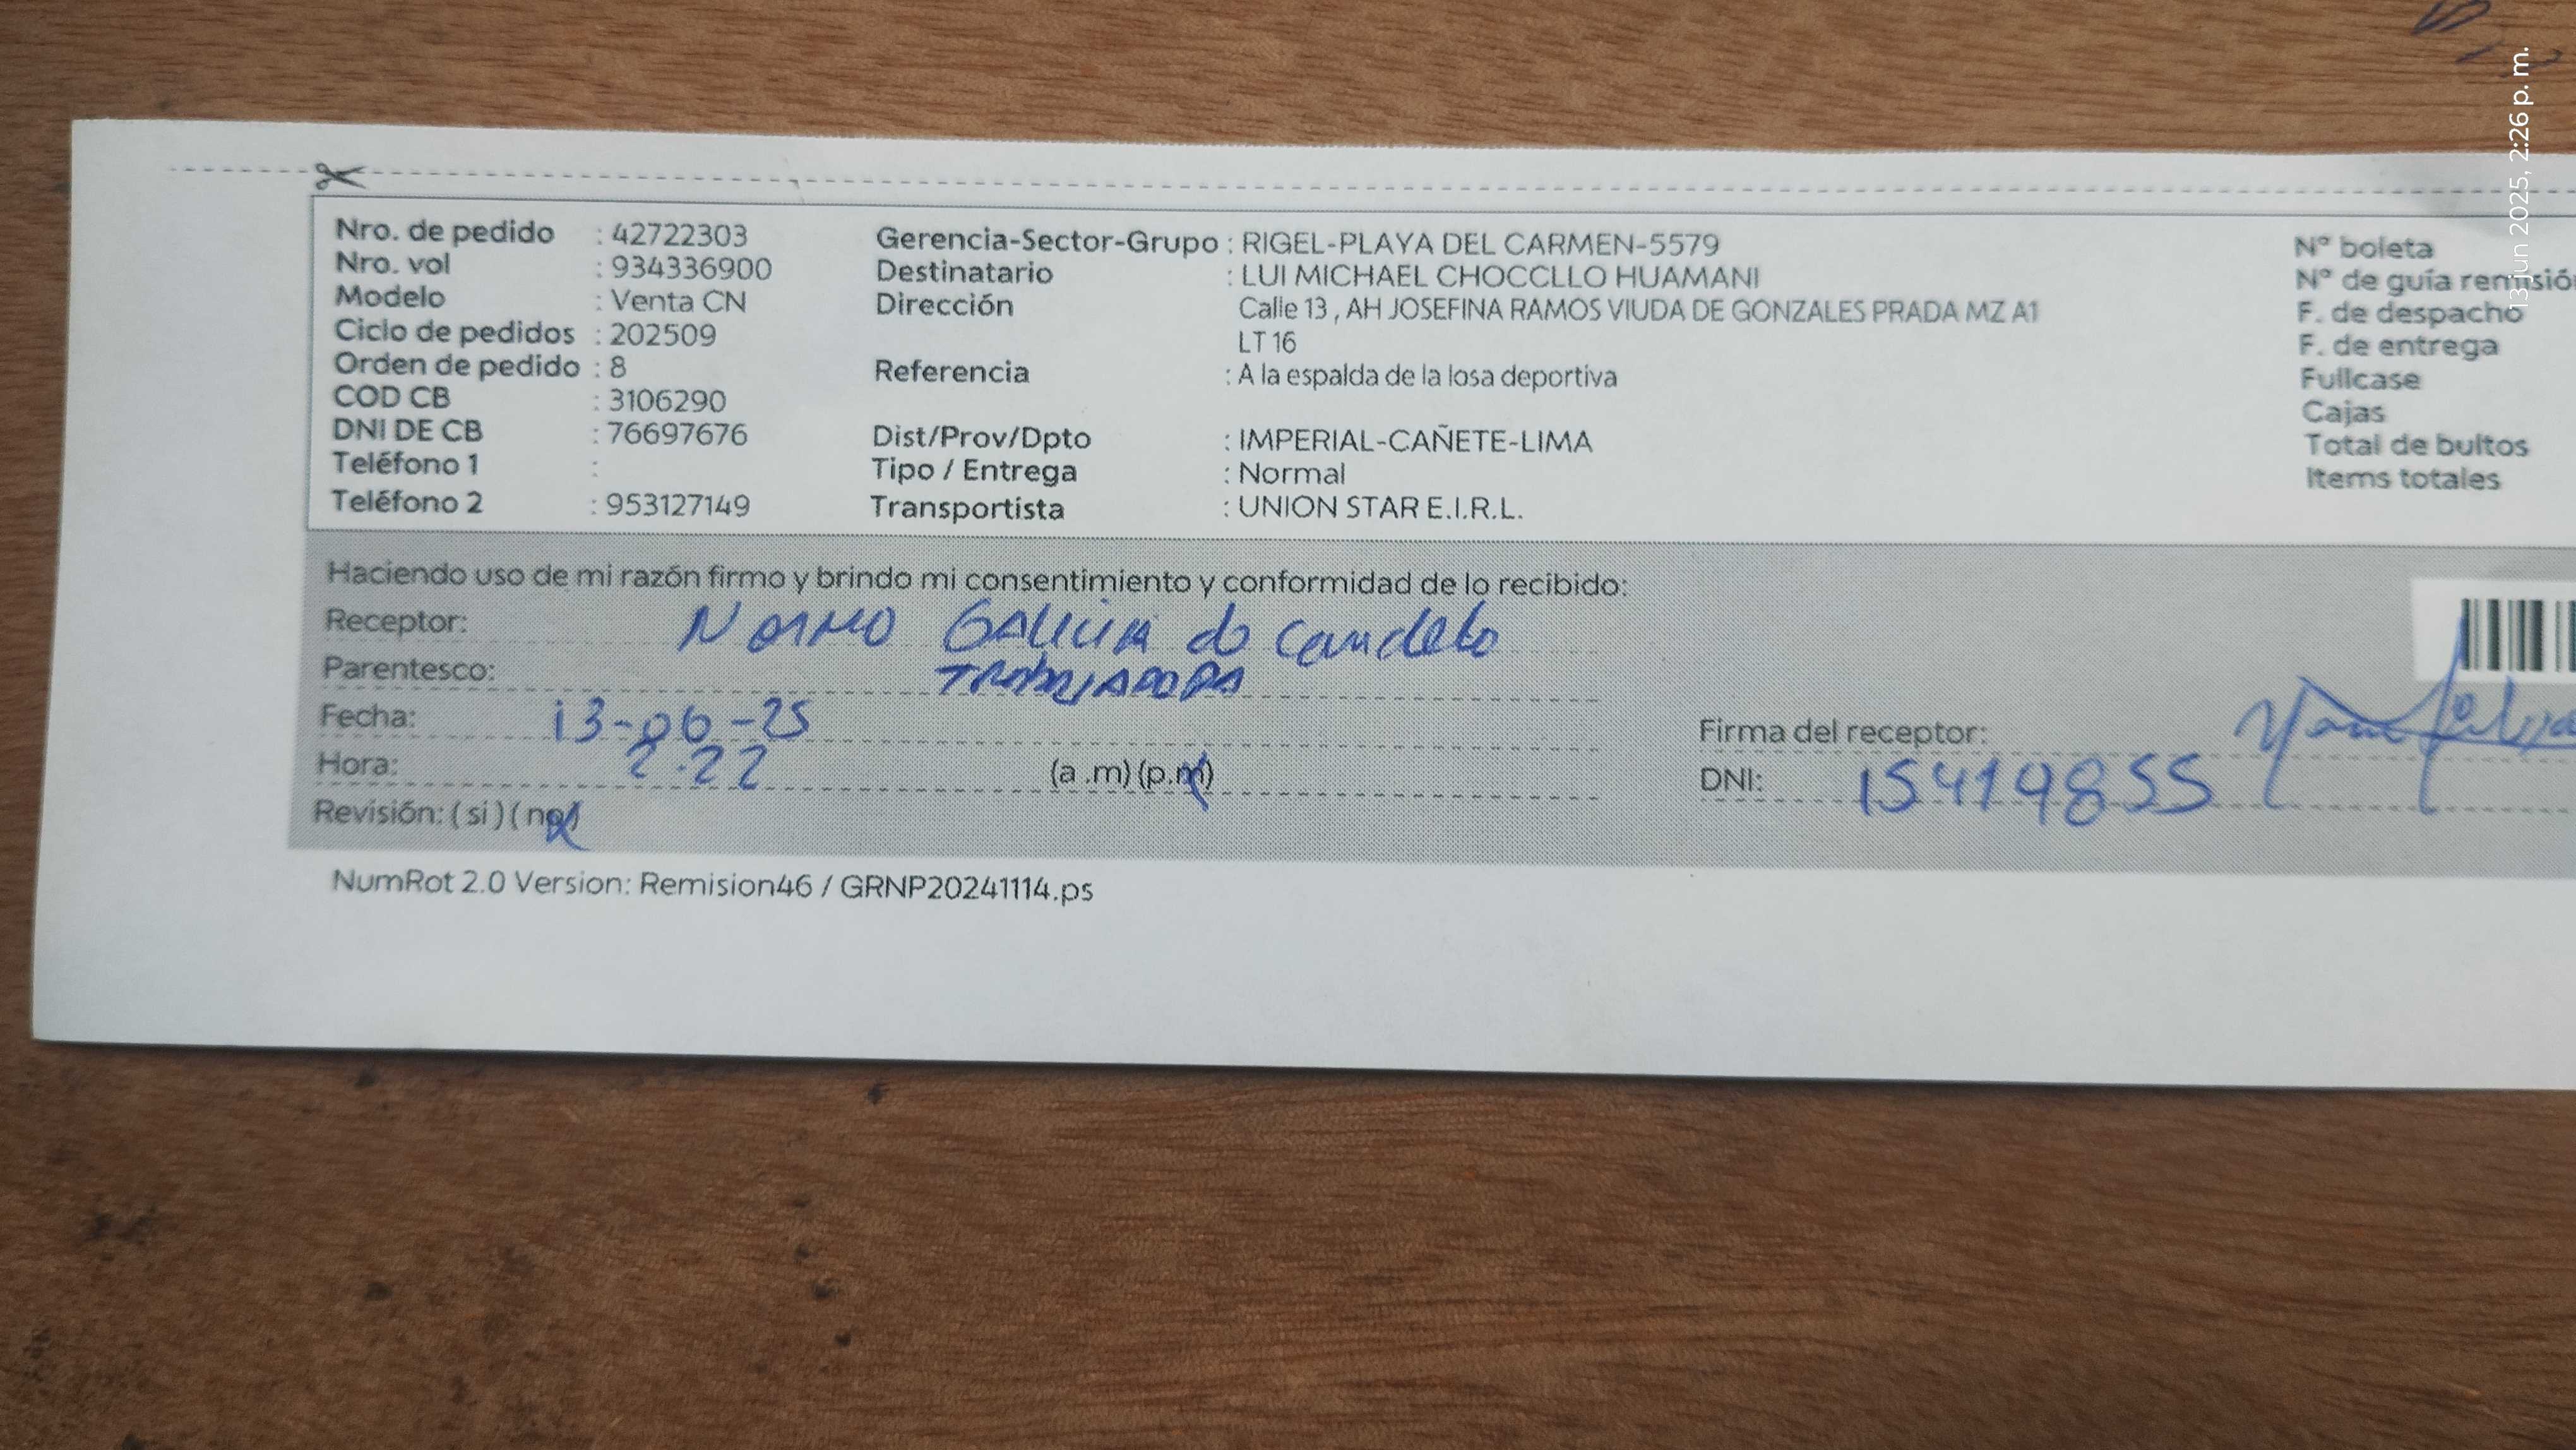 Nro. de pedido : 42722303
Nro. vol : 934336900
Modelo : Venta CN
Ciclo de pedidos : 202509
Orden de pedido : 8
COD CB : 3106290
DNI DE CB : 76697676
Teléfono 1 :
Teléfono 2 : 953127149
Gerencia-Sector-Grupo : RIGEL-PLAYA DEL CARMEN-5579
Destinatario : LUI MICHAEL CHOCCLLO HUAMANI
Dirección Calle 13 , AH JOSEFINA RAMOS VIUDA DE GONZALES PRADA MZ A1
LT 16
Referencia : A la espalda de la losa deportiva
Dist/Prov/Dpto : IMPERIAL-CAÑETE-LIMA
Tipo / Entrega : Normal
Transportista : UNION STAR E.I.R.L.
N° boleta
N° de guía remisió
F. de despacho
F. de entrega
Fullcase
Cajas
Total de bultos
Items totales
Haciendo uso de mi razón firmo y brindo mi consentimiento y conformidad de lo recibido:
Receptor:
Parentesco: TRABAJADORA
Fecha: 13-06-25
Hora: 2.22 (a .m) (p.m)
Revisión: ( si ) ( no )
Firma del receptor:
DNI: 15419855
NumRot 2.0 Version: Remision46 / GRNP20241114.ps
13 jun 2025, 2:26 p. m.